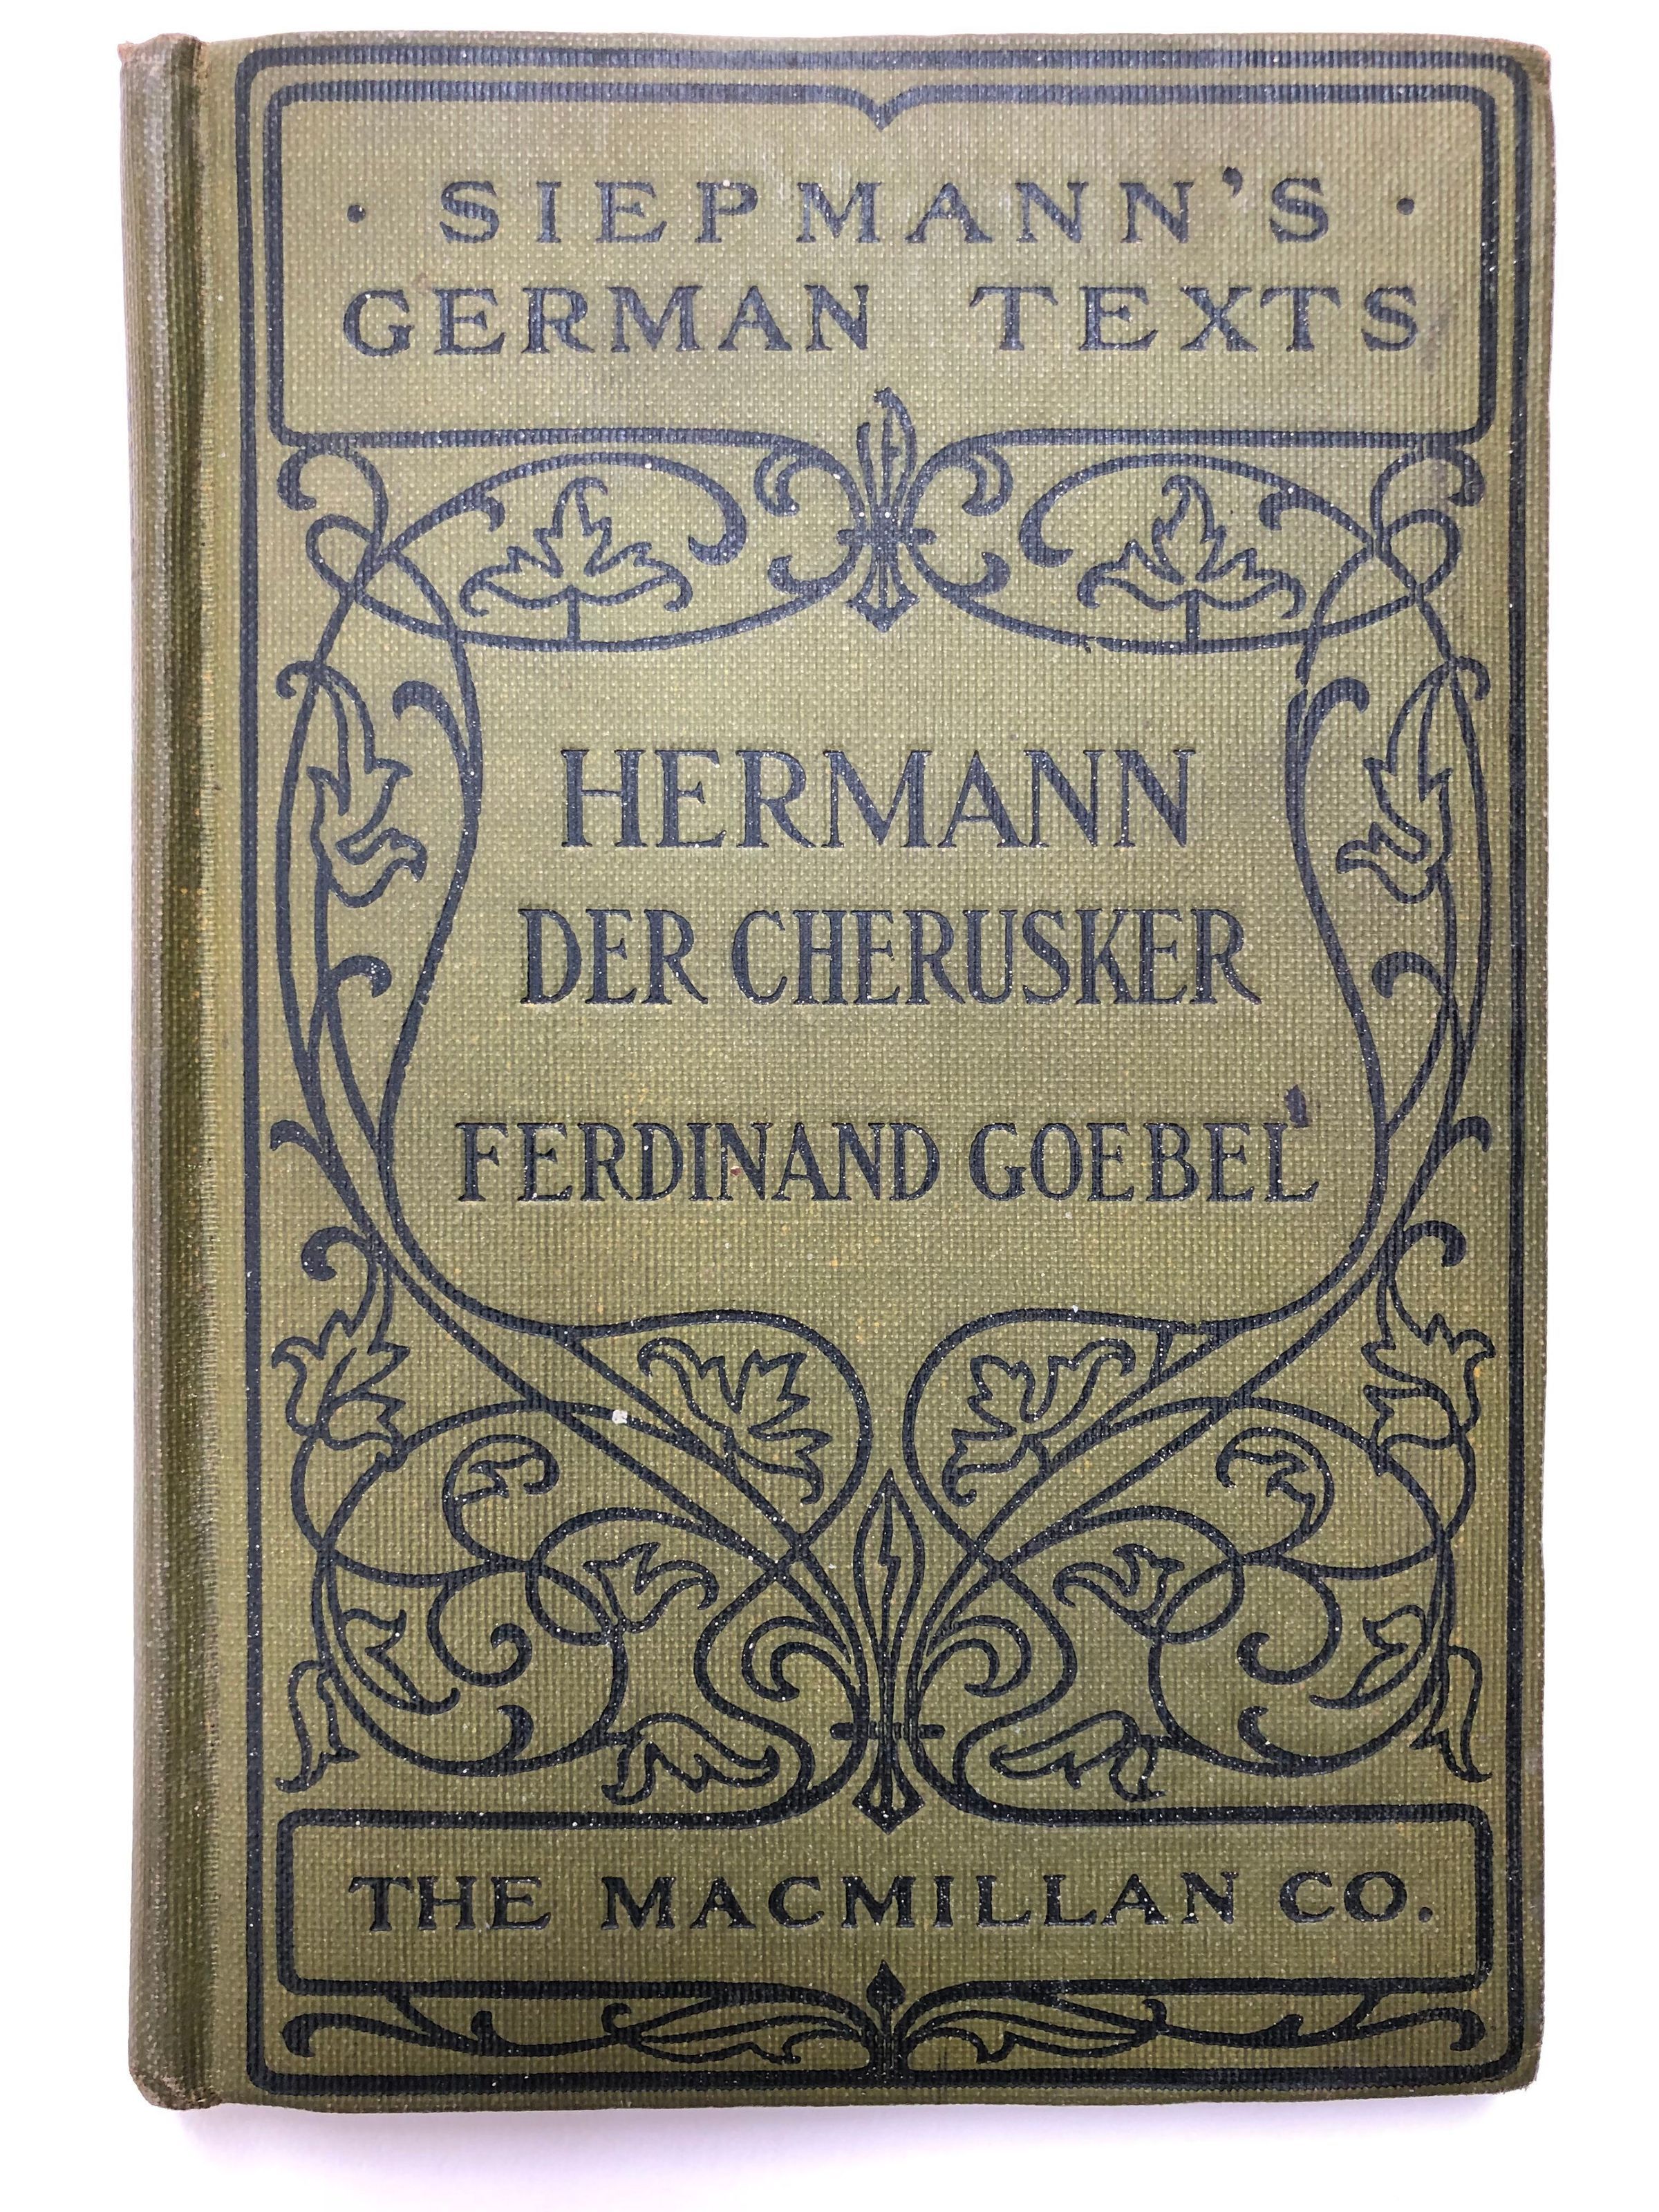 · SIEPMANN'S ·
GERMAN TEXTS
HERMANN
DER CHERUSKER
FERDINAND GOEBEL
THE MACMILLAN CO.